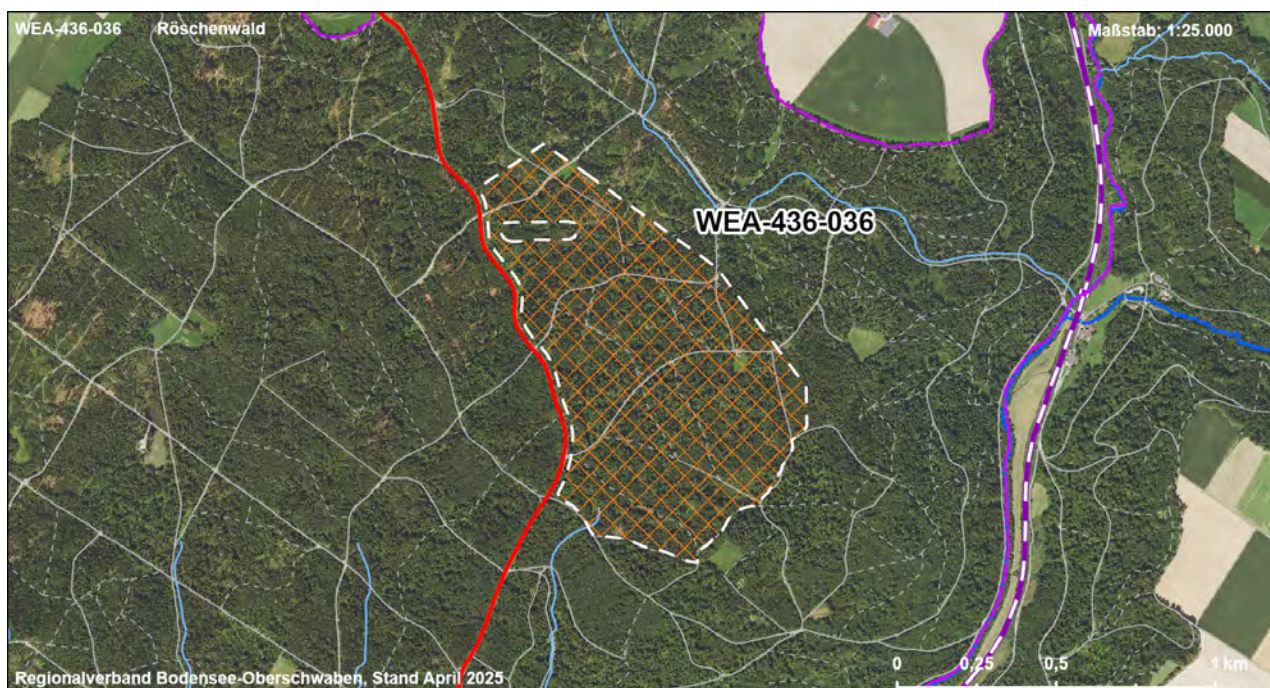 WEA-436-036 Röschenwald Maßstab: 1:25.000
WEA-436-036
0 0,25 0,5 1 km
Regionalverband Bodensee-Oberschwaben, Stand April 2025